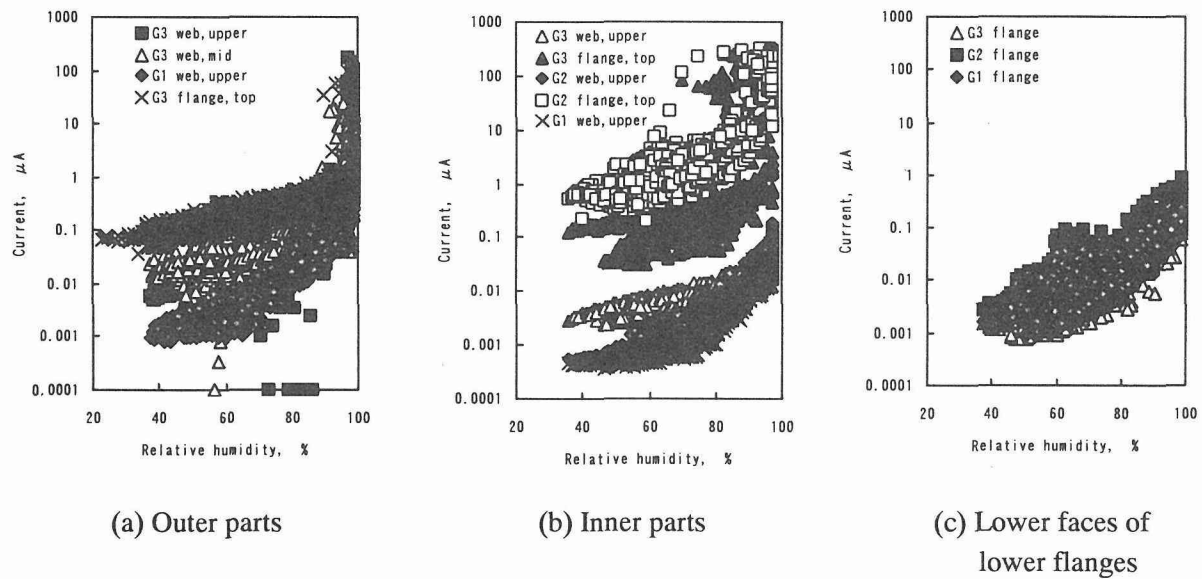 1000
100
10
1
0.1
0.01
0.001
0.0001
Current, μA
G3 web, upper
G3 web, mid
G1 web, upper
G3 flange, top
20 40 60 80 100
Relative humidity, %
(a) Outer parts
1000
100
10
1
0.1
0.01
0.001
0.0001
Current, μA
G3 web, upper
G3 flange, top
G2 web, upper
G2 flange, top
G1 web, upper
20 40 60 80 100
Relative humidity, %
(b) Inner parts
1000
100
10
1
0.1
0.01
0.001
0.0001
Current, μA
G3 flange
G2 flange
G1 flange
20 40 60 80 100
Relative humidity, %
(c) Lower faces of
lower flanges